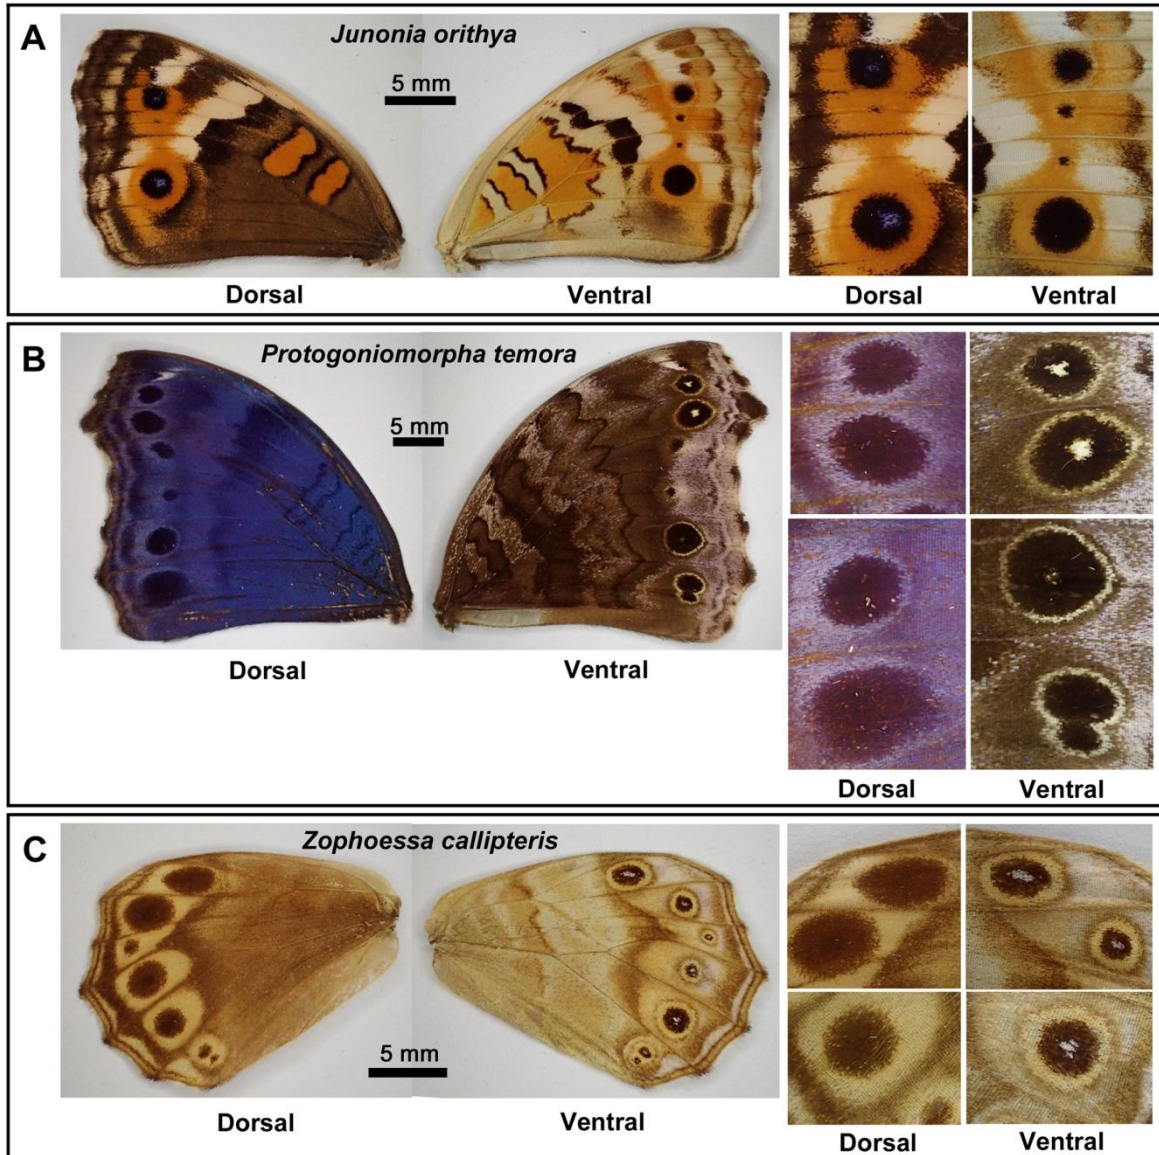 A
Junonia orithya
5 mm
Dorsal
Ventral
Dorsal
Ventral
B
Protogoniomorpha temora
5 mm
Dorsal
Ventral
Dorsal
Ventral
C
Zophoessa callipteris
5 mm
Dorsal
Ventral
Dorsal
Ventral